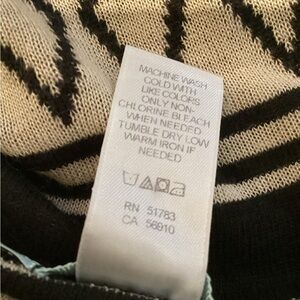 MACHINE WASH
COLD WITH
LIKE COLORS
ONLY NON-
CHLORINE BLEACH
WHEN NEEDED
TUMBLE DRY LOW
WARM IRON IF
NEEDED
RN 51783
CA 56910